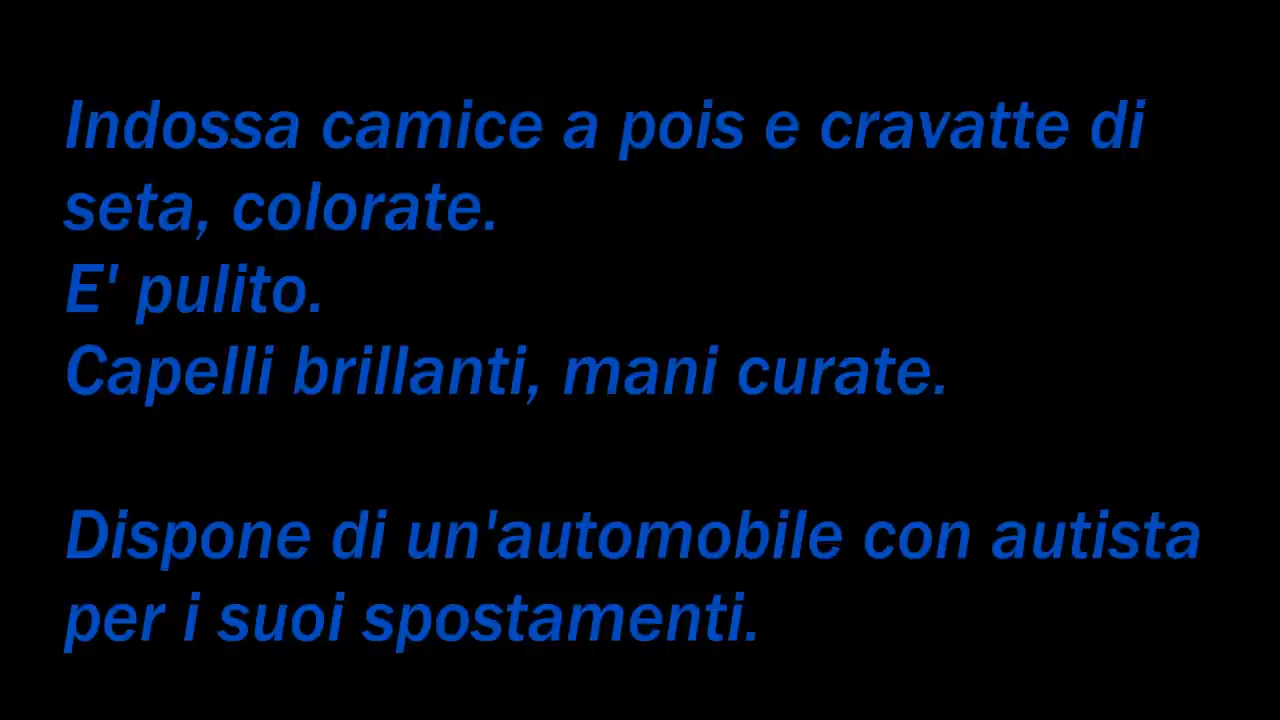 Indossa camice a pois e cravatte di
seta, colorate.
E' pulito.
Capelli brillanti, mani curate.
Dispone di un'automobile con autista
per i suoi spostamenti.